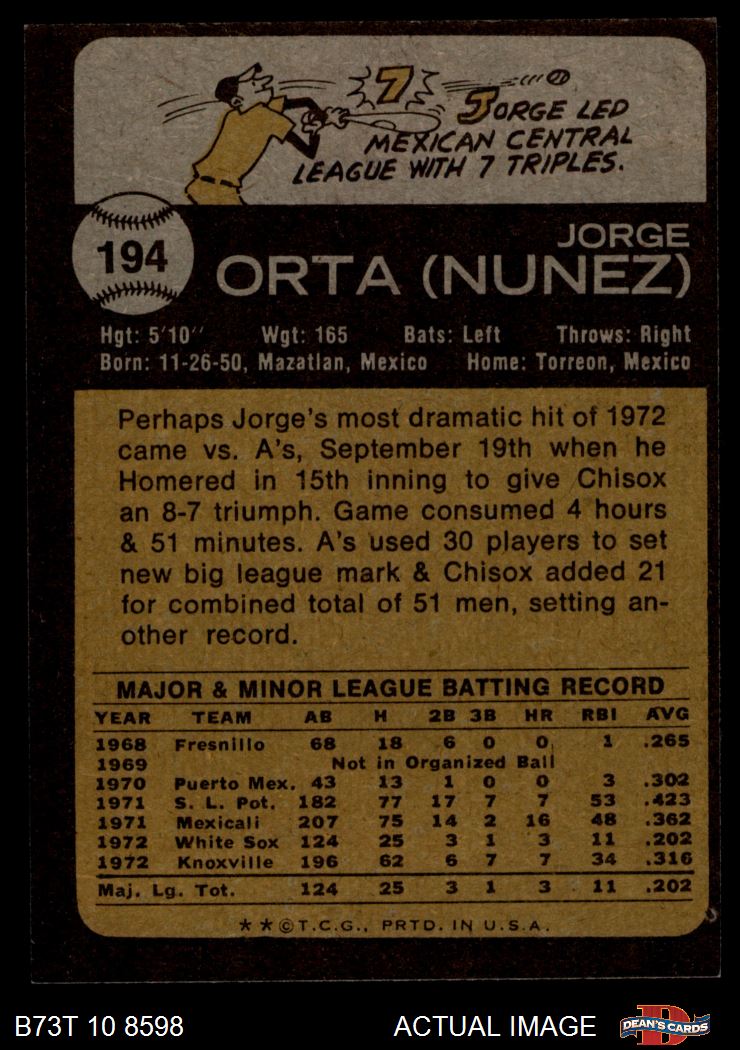 7
JORGE LED
MEXICAN CENTRAL
LEAGUE WITH 7 TRIPLES.
194
JORGE
ORTA (NUNEZ)
Hgt: 5'10'' Wgt: 165 Bats: Left Throws: Right
Born: 11-26-50, Mazatlan, Mexico Home: Torreon, Mexico
Perhaps Jorge's most dramatic hit of 1972
came vs. A's, September 19th when he
Homered in 15th inning to give Chisox
an 8-7 triumph. Game consumed 4 hours
& 51 minutes. A's used 30 players to set
new big league mark & Chisox added 21
for combined total of 51 men, setting an-
other record.
MAJOR & MINOR LEAGUE BATTING RECORD
YEAR TEAM AB H 2B 3B HR RBI AVG
1968 Fresnillo 68 18 6 0 0 1 .265
1969 Not in Organized Ball
1970 Puerto Mex. 43 13 1 0 0 3 .302
1971 S. L. Pot. 182 77 17 7 7 53 .423
1971 Mexicali 207 75 14 2 16 48 .362
1972 White Sox 124 25 3 1 3 11 .202
1972 Knoxville 196 62 6 7 7 34 .316
Maj. Lg. Tot. 124 25 3 1 3 11 .202
**©T.C.G., PRTD. IN U.S.A.
B73T 10 8598 ACTUAL IMAGE D DEAN'S CARDS